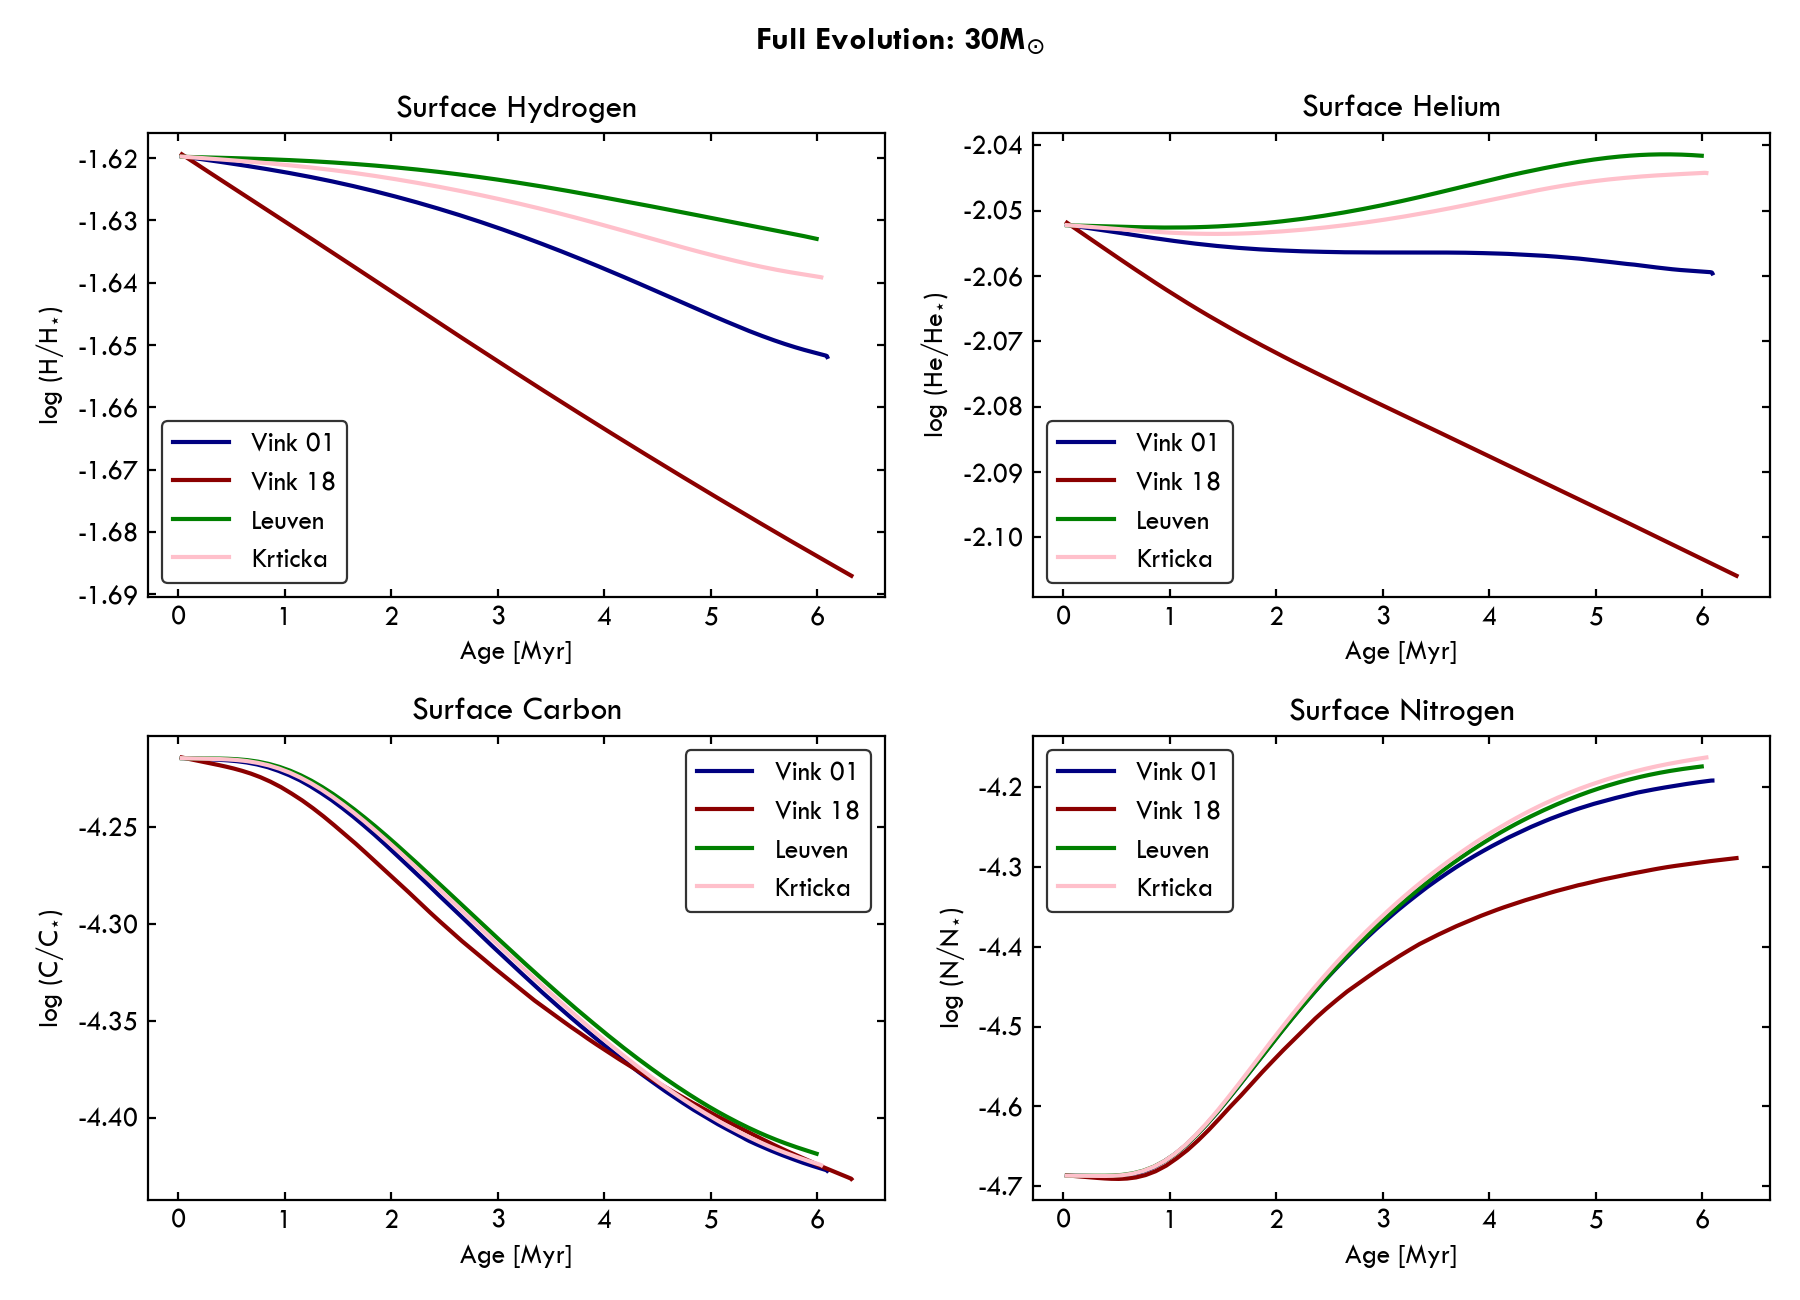 Full Evolution: 30M☉
Surface Hydrogen
log (H/H⋆)
-1.62
-1.63
-1.64
-1.65
-1.66
-1.67
-1.68
-1.69
Vink 01
Vink 18
Leuven
Krticka
0 1 2 3 4 5 6
Age [Myr]
Surface Helium
log (He/He⋆)
-2.04
-2.05
-2.06
-2.07
-2.08
-2.09
-2.10
Vink 01
Vink 18
Leuven
Krticka
0 1 2 3 4 5 6
Age [Myr]
Surface Carbon
log (C/C⋆)
-4.25
-4.30
-4.35
-4.40
Vink 01
Vink 18
Leuven
Krticka
0 1 2 3 4 5 6
Age [Myr]
Surface Nitrogen
log (N/N⋆)
-4.2
-4.3
-4.4
-4.5
-4.6
-4.7
Vink 01
Vink 18
Leuven
Krticka
0 1 2 3 4 5 6
Age [Myr]